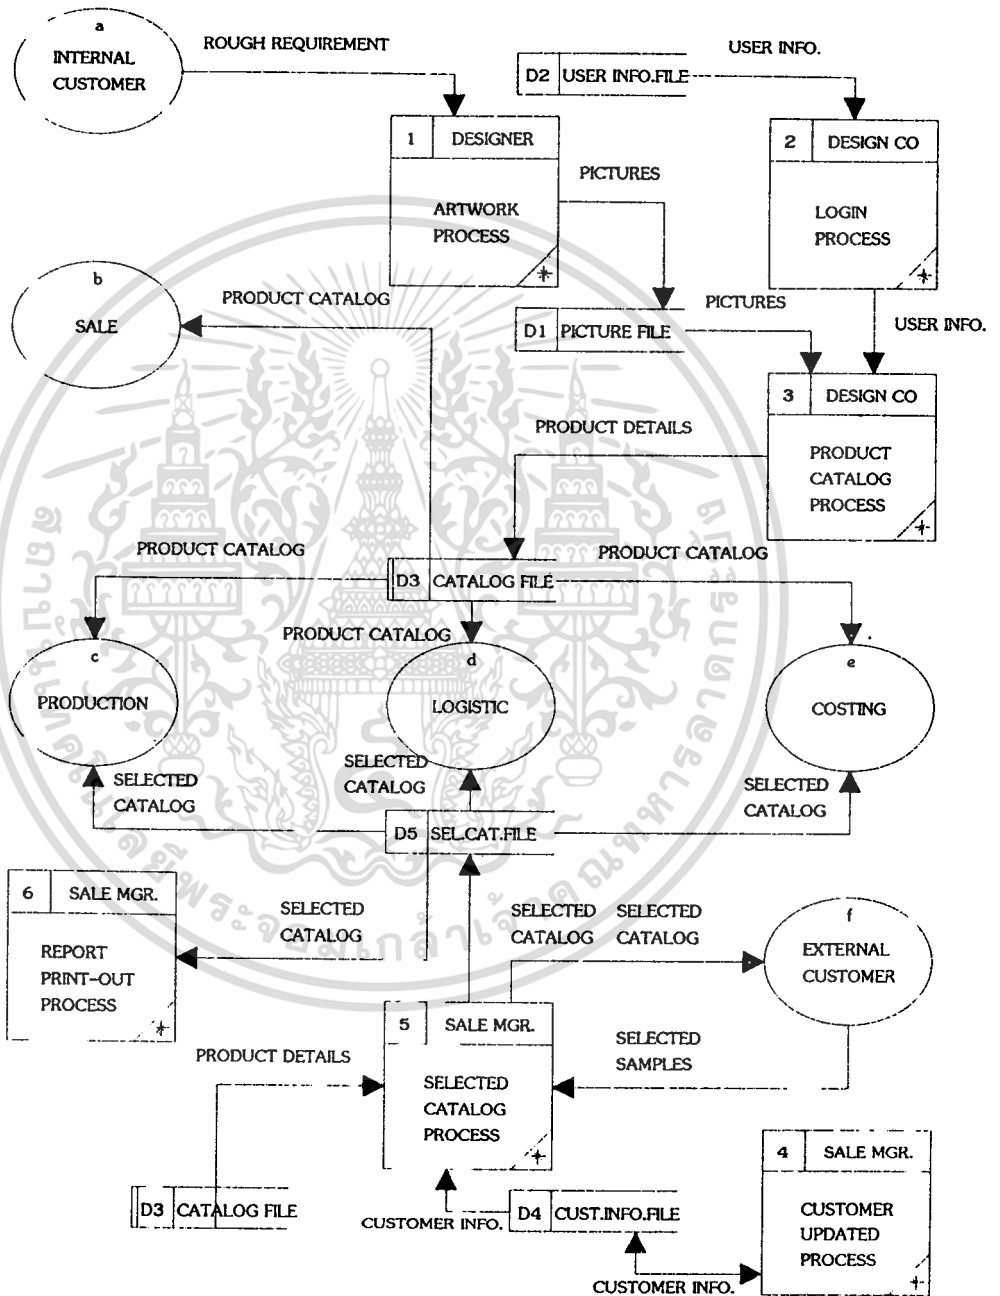 a
INTERNAL
CUSTOMER
ROUGH REQUIREMENT
USER INFO.
D2 USER INFO.FILE
1 DESIGNER
ARTWORK
PROCESS
PICTURES
2 DESIGN CO
LOGIN
PROCESS
b
SALE
PRODUCT CATALOG
D1 PICTURE FILE
PICTURES
USER INFO.
3 DESIGN CO
PRODUCT
CATALOG
PROCESS
PRODUCT DETAILS
PRODUCT CATALOG
D3 CATALOG FILE
PRODUCT CATALOG
PRODUCT CATALOG
c
PRODUCTION
d
LOGISTIC
e
COSTING
SELECTED
CATALOG
SELECTED
CATALOG
SELECTED
CATALOG
D5 SEL.CAT.FILE
6 SALE MGR.
REPORT
PRINT-OUT
PROCESS
SELECTED
CATALOG
SELECTED SELECTED
CATALOG CATALOG
f
EXTERNAL
CUSTOMER
5 SALE MGR.
SELECTED
CATALOG
PROCESS
PRODUCT DETAILS
SELECTED
SAMPLES
4 SALE MGR.
CUSTOMER
UPDATED
PROCESS
D3 CATALOG FILE
CUSTOMER INFO.
D4 CUST.INFO.FILE
CUSTOMER INFO.